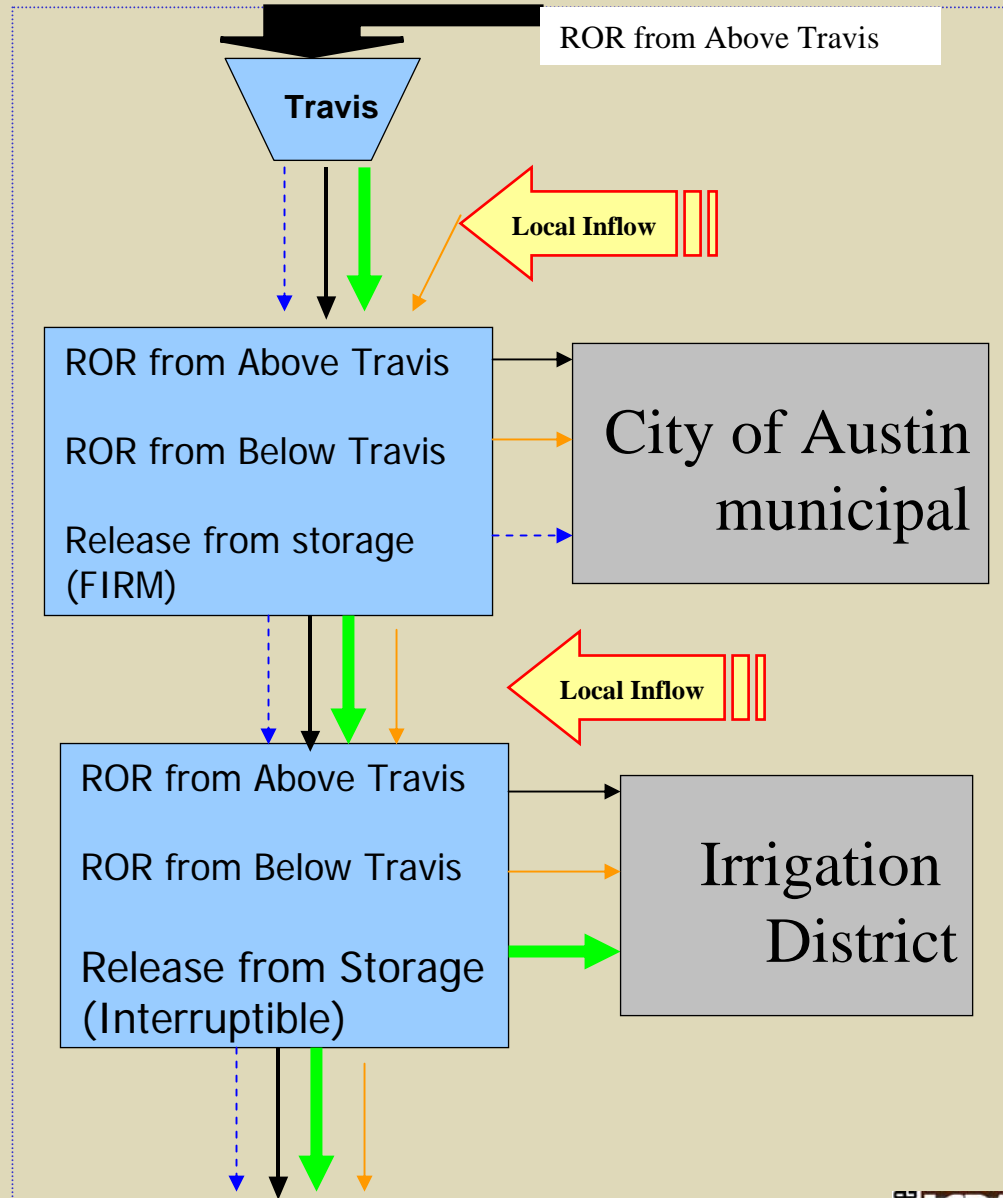 ROR from Above Travis
Travis
Local Inflow
ROR from Above Travis
ROR from Below Travis
Release from storage
(FIRM)
City of Austin
municipal
Local Inflow
ROR from Above Travis
ROR from Below Travis
Release from Storage
(Interruptible)
Irrigation
District